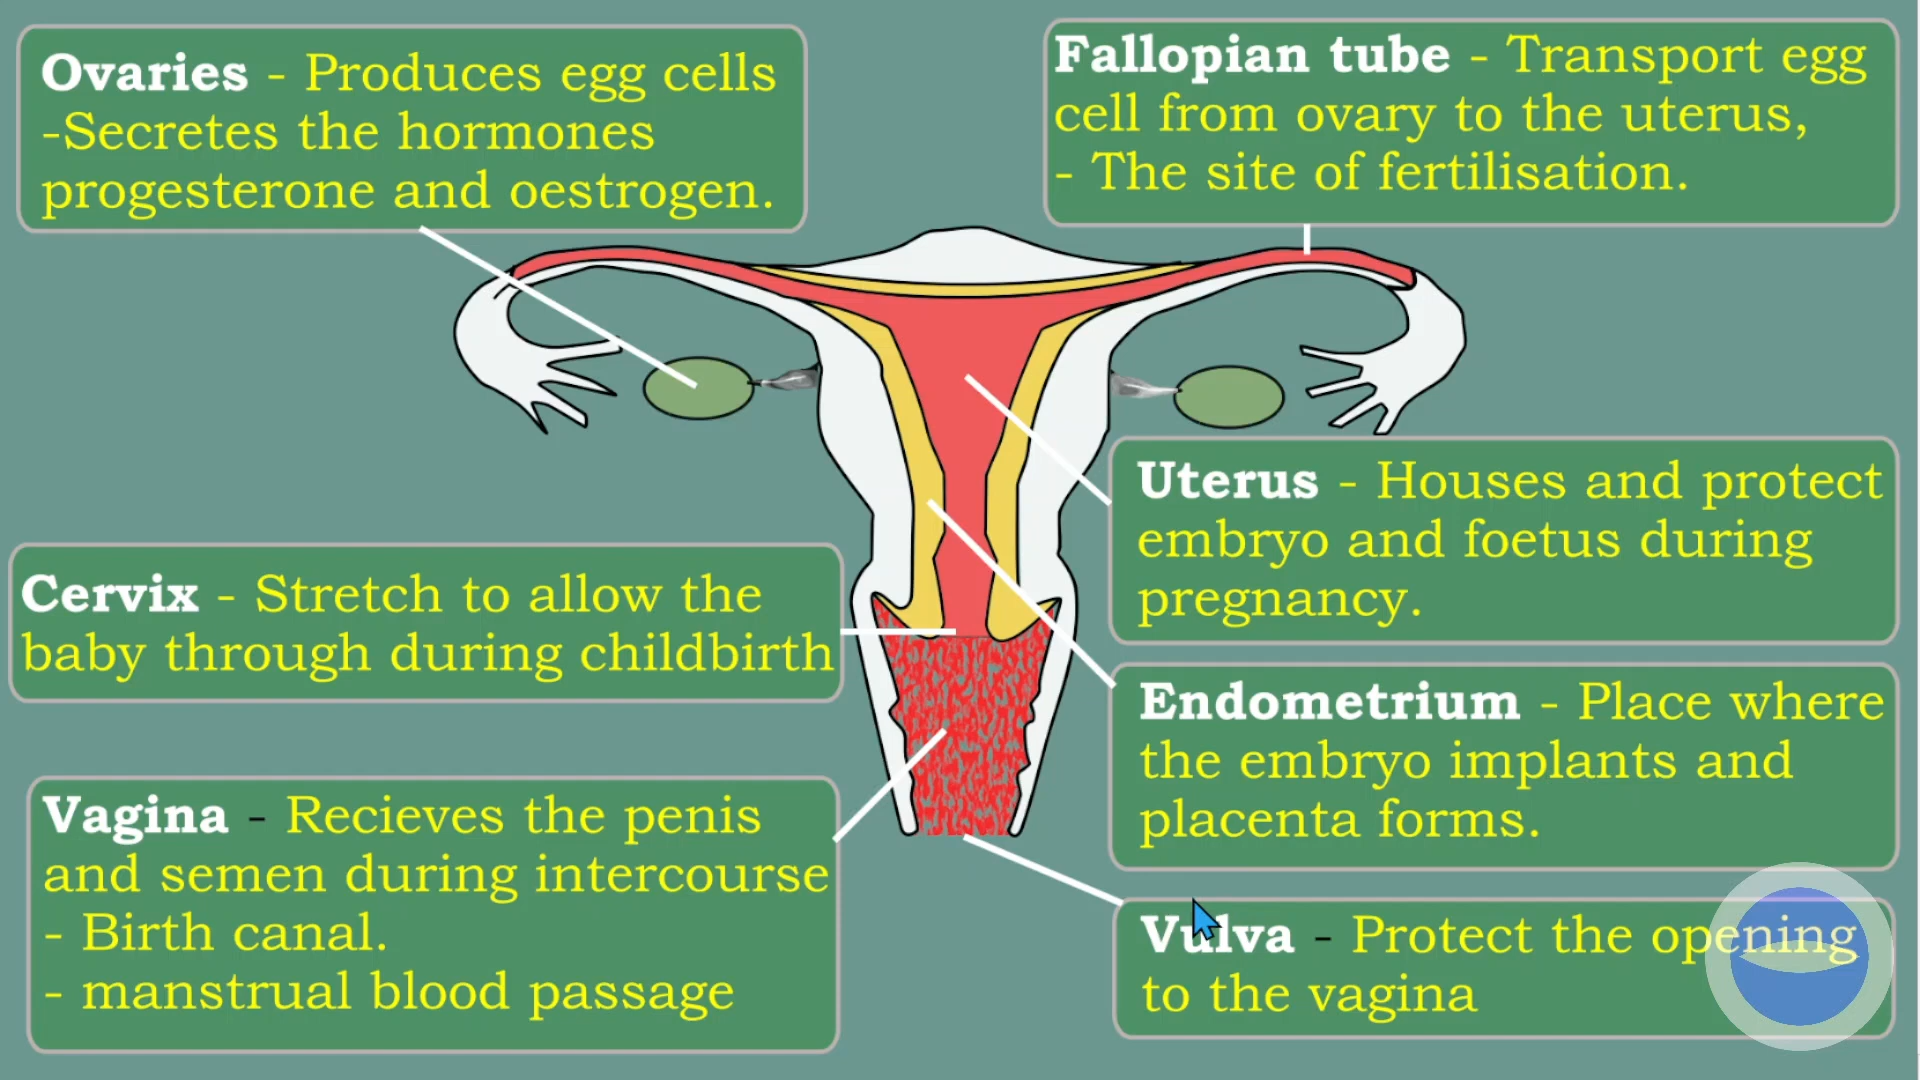 Ovaries - Produces egg cells
-Secretes the hormones
progesterone and oestrogen.
Fallopian tube - Transport egg
cell from ovary to the uterus,
- The site of fertilisation.
Uterus - Houses and protect
embryo and foetus during
pregnancy.
Cervix - Stretch to allow the
baby through during childbirth
Endometrium - Place where
the embryo implants and
placenta forms.
Vagina - Recieves the penis
and semen during intercourse
- Birth canal.
- manstrual blood passage
Vulva - Protect the opening
to the vagina